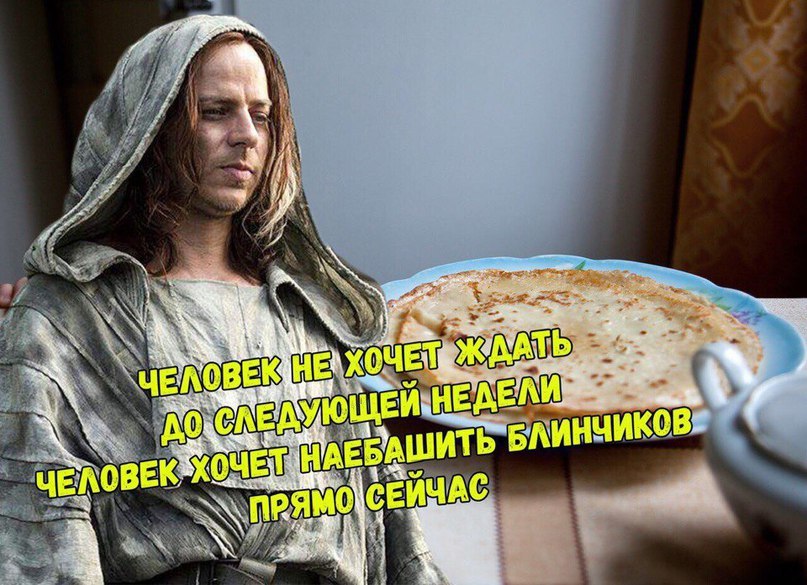 ЧЕЛОВЕК НЕ ХОЧЕТ ЖДАТЬ
ДО СЛЕДУЮЩЕЙ НЕДЕЛИ
ЧЕЛОВЕК ХОЧЕТ НАЕБАШИТЬ БЛИНЧИКОВ
ПРЯМО СЕЙЧАС